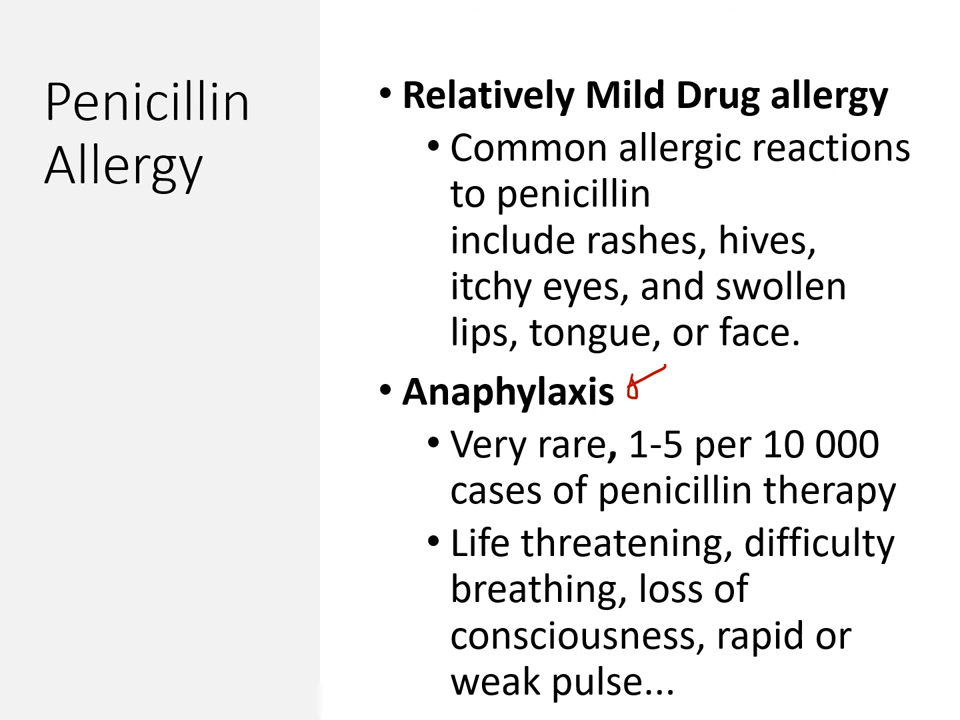 Penicillin
Allergy
• Relatively Mild Drug allergy
• Common allergic reactions
to penicillin
include rashes, hives,
itchy eyes, and swollen
lips, tongue, or face.
• Anaphylaxis
• Very rare, 1-5 per 10 000
cases of penicillin therapy
• Life threatening, difficulty
breathing, loss of
consciousness, rapid or
weak pulse...